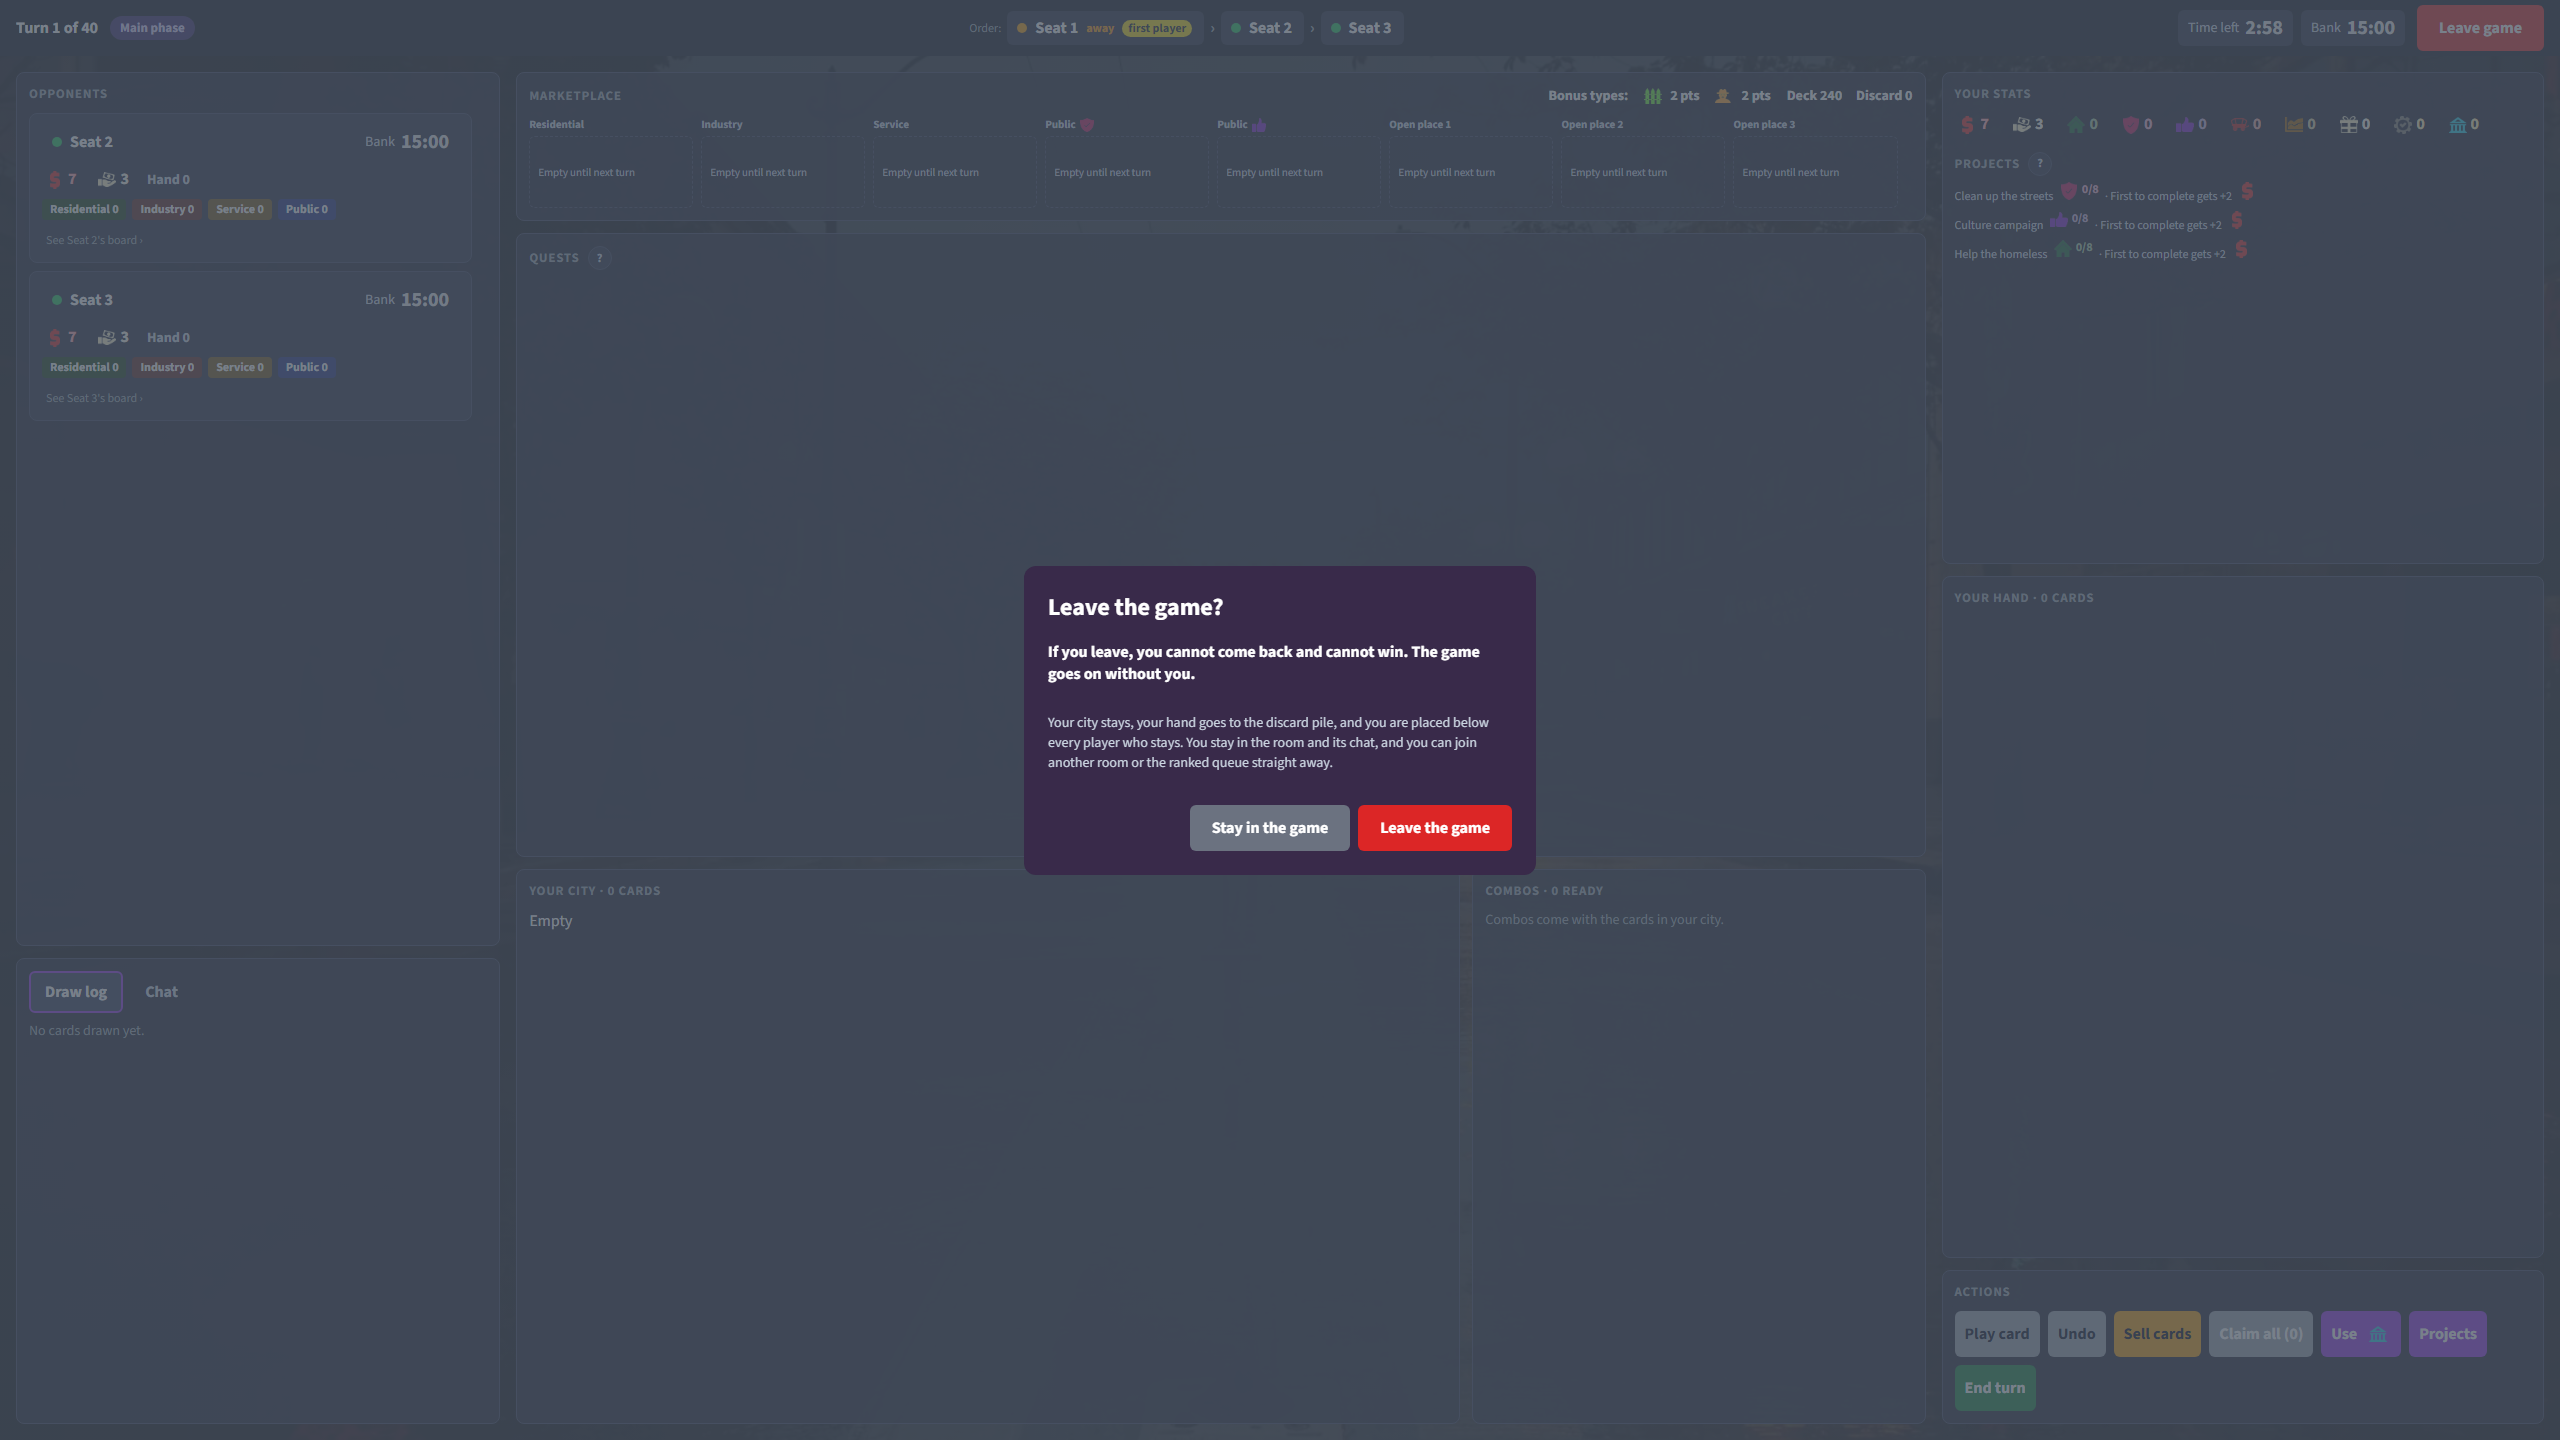 Turn 1 of 40 Main phase
Order: Seat 1 away first player › Seat 2 › Seat 3
Time left 2:58 Bank 15:00 Leave game
OPPONENTS
Seat 2 Bank 15:00
7 3 Hand 0
Residential 0 Industry 0 Service 0 Public 0
See Seat 2's board ›
Seat 3 Bank 15:00
7 3 Hand 0
Residential 0 Industry 0 Service 0 Public 0
See Seat 3's board ›
Draw log Chat
No cards drawn yet.
MARKETPLACE
Bonus types: 2 pts 2 pts Deck 240 Discard 0
Residential Industry Service Public Public Open place 1 Open place 2 Open place 3
Empty until next turn Empty until next turn Empty until next turn Empty until next turn Empty until next turn Empty until next turn Empty until next turn Empty until next turn
QUESTS ?
Leave the game?
If you leave, you cannot come back and cannot win. The game
goes on without you.
Your city stays, your hand goes to the discard pile, and you are placed below
every player who stays. You stay in the room and its chat, and you can join
another room or the ranked queue straight away.
Stay in the game Leave the game
YOUR CITY · 0 CARDS
Empty
COMBOS · 0 READY
Combos come with the cards in your city.
YOUR STATS
7 3 0 0 0 0 0 0 0 0
PROJECTS ?
Clean up the streets 0/8 · First to complete gets +2
Culture campaign 0/8 · First to complete gets +2
Help the homeless 0/8 · First to complete gets +2
YOUR HAND · 0 CARDS
ACTIONS
Play card Undo Sell cards Claim all (0) Use Projects
End turn